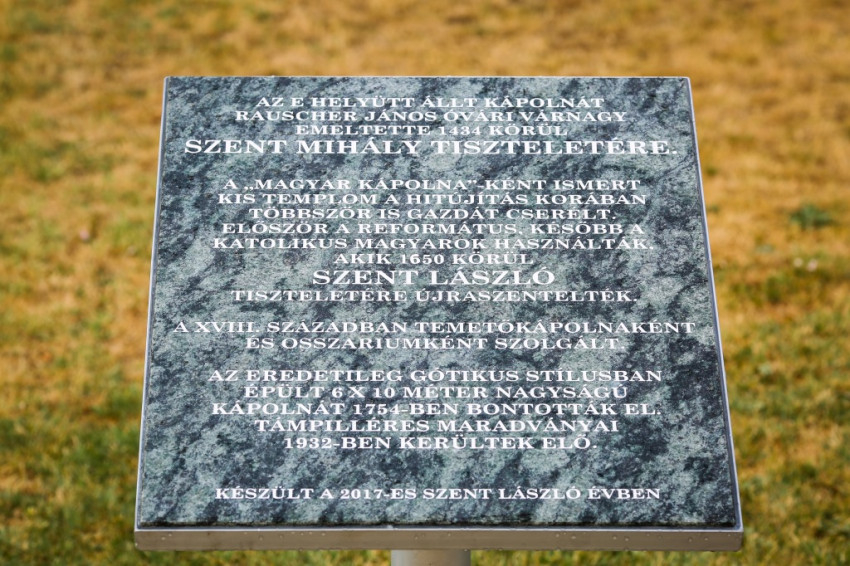 AZ E HELYÜTT ÁLLT KÁPOLNÁT
RAUSCHER JÁNOS ÓVÁRI VÁRNAGY
EMELTETTE 1434 KÖRÜL
SZENT MIHÁLY TISZTELETÉRE.
A „MAGYAR KÁPOLNA”-KÉNT ISMERT
KIS TEMPLOM A HITÚJÍTÁS KORÁBAN
TÖBBSZÖR IS GAZDÁT CSERÉLT.
ELŐSZÖR A REFORMÁTUS, KÉSŐBB A
KATOLIKUS MAGYAROK HASZNÁLTÁK,
AKIK 1650 KÖRÜL
SZENT LÁSZLÓ
TISZTELETÉRE ÚJRASZENTELTÉK.
A XVIII. SZÁZADBAN TEMETŐKÁPOLNAKÉNT
ÉS OSSZÁRIUMKÉNT SZOLGÁLT.
AZ EREDETILEG GÓTIKUS STÍLUSBAN
ÉPÜLT 6 X 10 MÉTER NAGYSÁGÚ
KÁPOLNÁT 1754-BEN BONTOTTÁK EL.
TÁMPILLÉRES MARADVÁNYAI
1932-BEN KERÜLTEK ELŐ.
KÉSZÜLT A 2017-ES SZENT LÁSZLÓ ÉVBEN